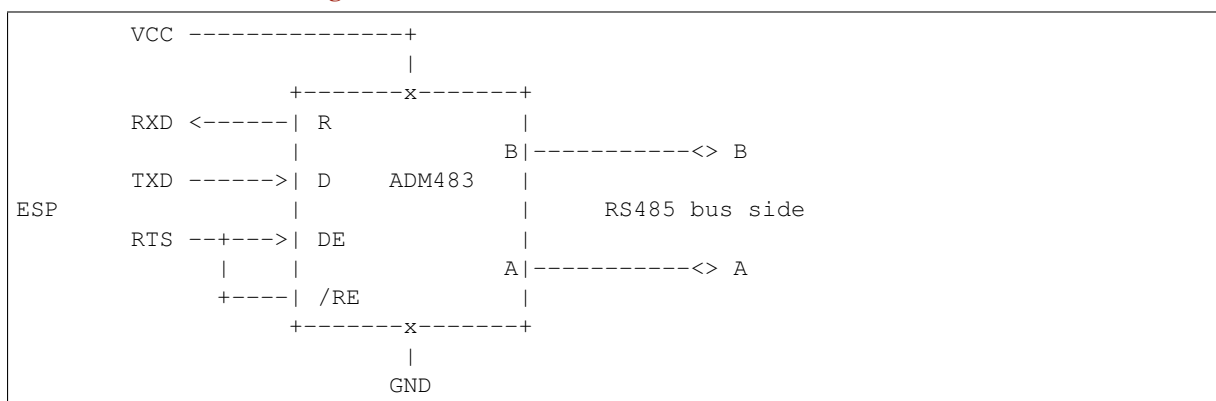 VCC ---------------+
|
+-------x-------+
RXD <------| R |
| B|-----------<> B
TXD ------>| D ADM483 |
ESP | | RS485 bus side
RTS --+--->| DE |
| | A|-----------<> A
+----| /RE |
+-------x-------+
|
GND